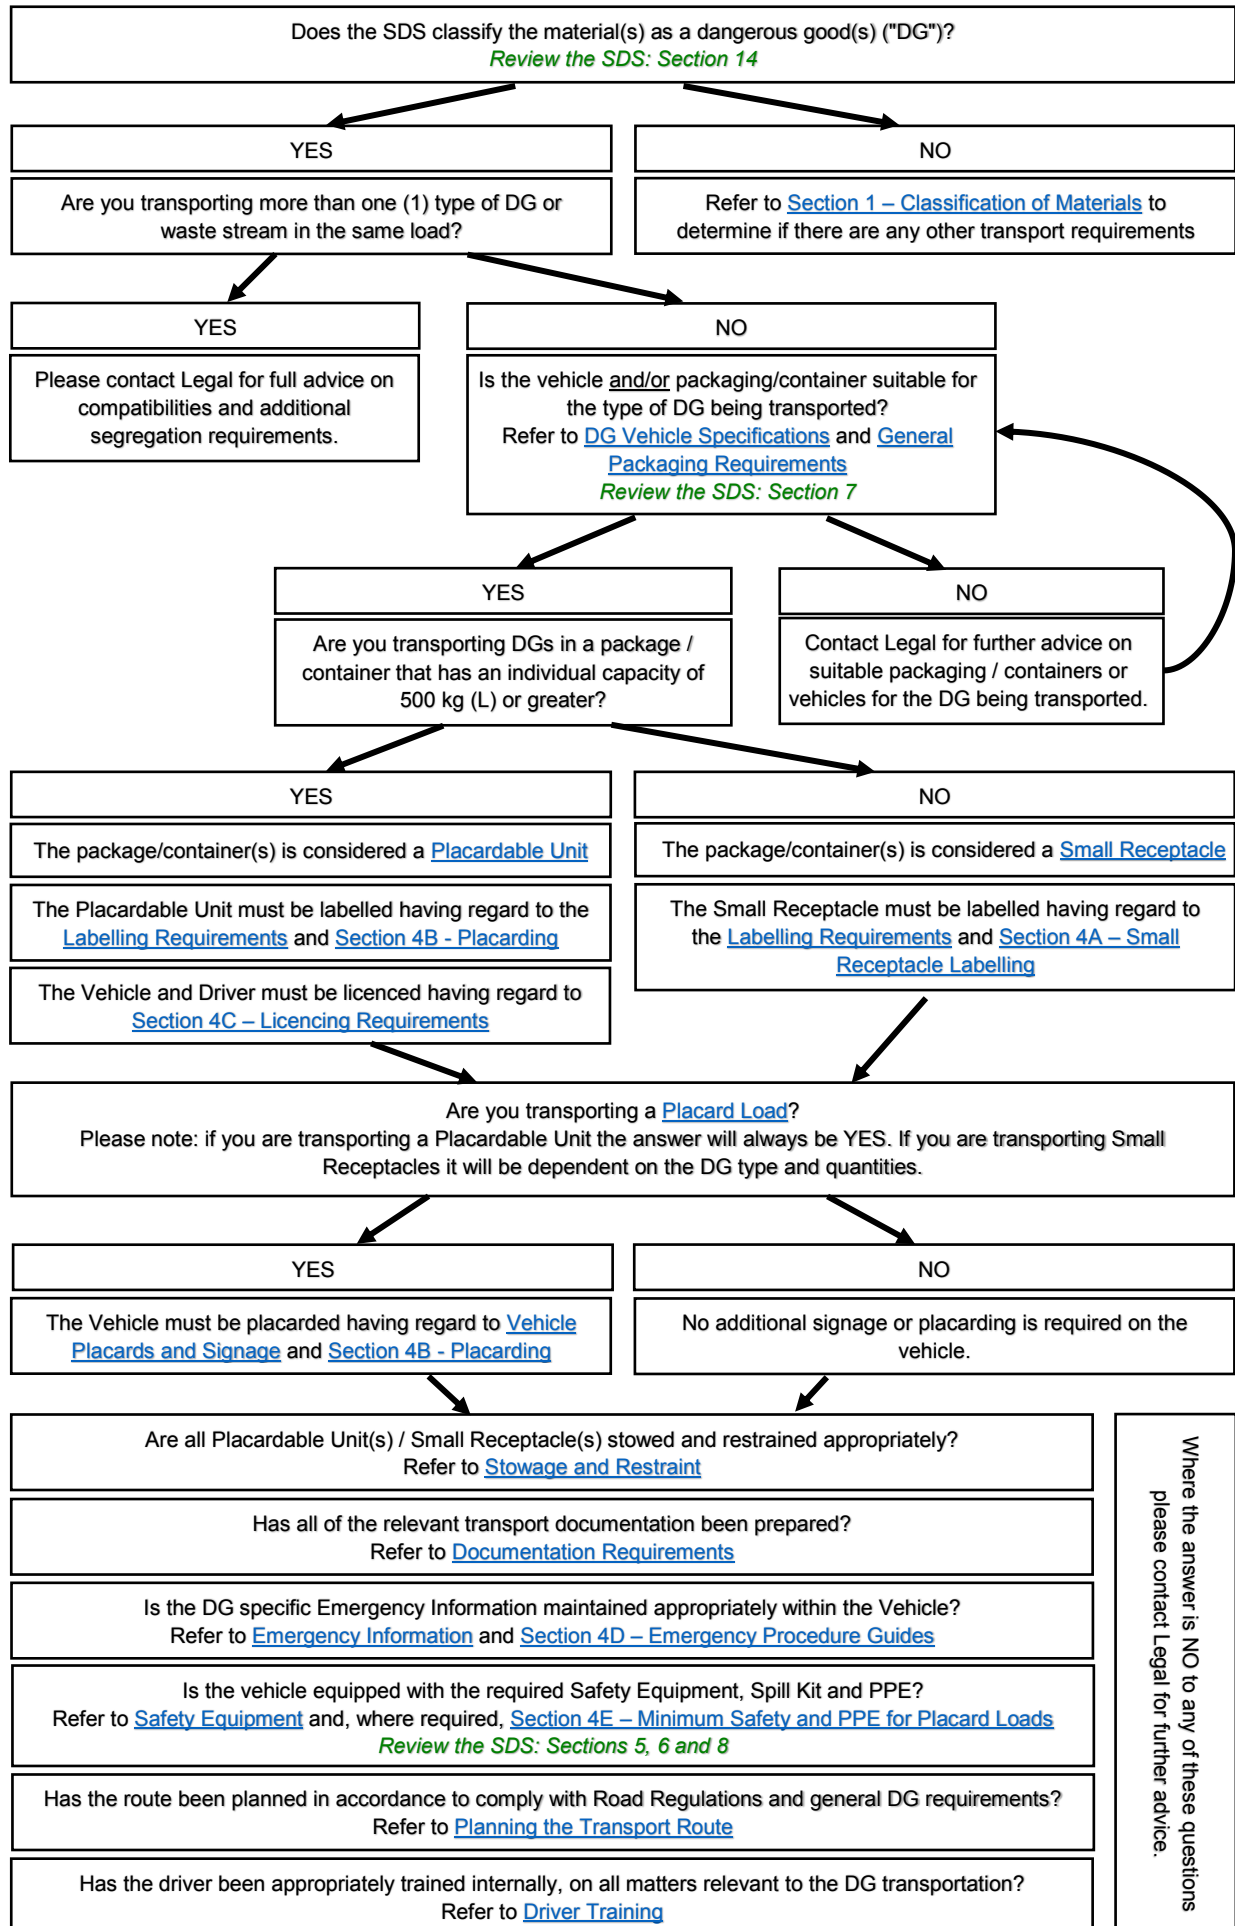 Does the SDS classify the material(s) as a dangerous good(s) ("DG")?
Review the SDS: Section 14
YES
NO
Are you transporting more than one (1) type of DG or
waste stream in the same load?
Refer to Section 1 – Classification of Materials to
determine if there are any other transport requirements
YES
NO
Please contact Legal for full advice on
compatibilities and additional
segregation requirements.
Is the vehicle and/or packaging/container suitable for
the type of DG being transported?
Refer to DG Vehicle Specifications and General
Packaging Requirements
Review the SDS: Section 7
YES
NO
Are you transporting DGs in a package /
container that has an individual capacity of
500 kg (L) or greater?
Contact Legal for further advice on
suitable packaging / containers or
vehicles for the DG being transported.
YES
NO
The package/container(s) is considered a Placardable Unit
The package/container(s) is considered a Small Receptacle
The Placardable Unit must be labelled having regard to the
Labelling Requirements and Section 4B - Placarding
The Small Receptacle must be labelled having regard to
the Labelling Requirements and Section 4A – Small
Receptacle Labelling
The Vehicle and Driver must be licenced having regard to
Section 4C – Licencing Requirements
Are you transporting a Placard Load?
Please note: if you are transporting a Placardable Unit the answer will always be YES. If you are transporting Small
Receptacles it will be dependent on the DG type and quantities.
YES
NO
The Vehicle must be placarded having regard to Vehicle
Placards and Signage and Section 4B - Placarding
No additional signage or placarding is required on the
vehicle.
Are all Placardable Unit(s) / Small Receptacle(s) stowed and restrained appropriately?
Refer to Stowage and Restraint
Has all of the relevant transport documentation been prepared?
Refer to Documentation Requirements
Is the DG specific Emergency Information maintained appropriately within the Vehicle?
Refer to Emergency Information and Section 4D – Emergency Procedure Guides
Is the vehicle equipped with the required Safety Equipment, Spill Kit and PPE?
Refer to Safety Equipment and, where required, Section 4E – Minimum Safety and PPE for Placard Loads
Review the SDS: Sections 5, 6 and 8
Has the route been planned in accordance to comply with Road Regulations and general DG requirements?
Refer to Planning the Transport Route
Has the driver been appropriately trained internally, on all matters relevant to the DG transportation?
Refer to Driver Training
Where the answer is NO to any of these questions
please contact Legal for further advice.